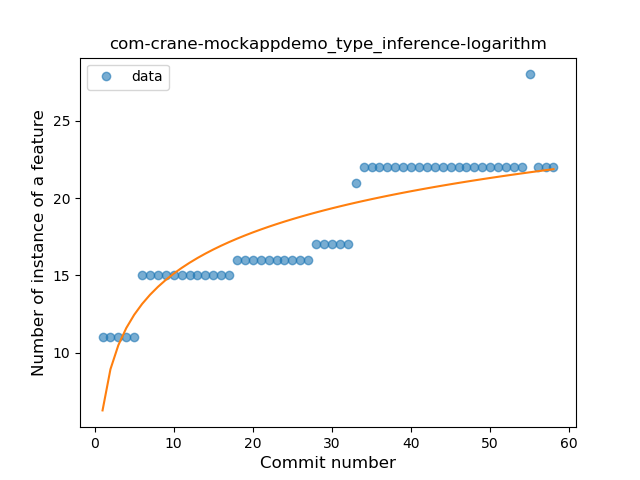 com-crane-mockappdemo_type_inference-logarithm
data
Number of instance of a feature
25
20
15
10
0
10
20
30
40
50
60
Commit number